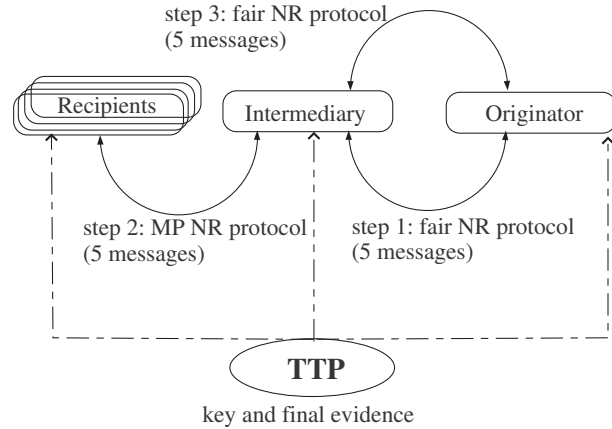 step 3: fair NR protocol
(5 messages)
Recipients
Intermediary
Originator
step 2: MP NR protocol
(5 messages)
step 1: fair NR protocol
(5 messages)
TTP
key and final evidence